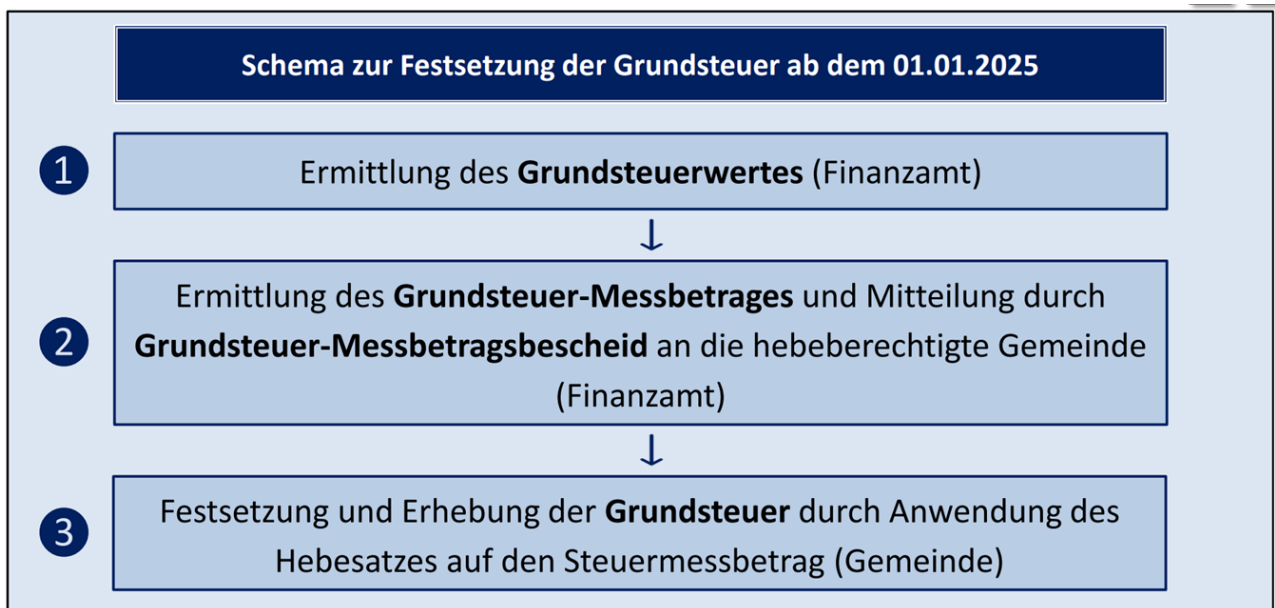 Schema zur Festsetzung der Grundsteuer ab dem 01.01.2025
1
Ermittlung des Grundsteuerwertes (Finanzamt)
↓
2
Ermittlung des Grundsteuer-Messbetrages und Mitteilung durch
Grundsteuer-Messbetragsbescheid an die hebeberechtigte Gemeinde
(Finanzamt)
↓
3
Festsetzung und Erhebung der Grundsteuer durch Anwendung des
Hebesatzes auf den Steuermessbetrag (Gemeinde)